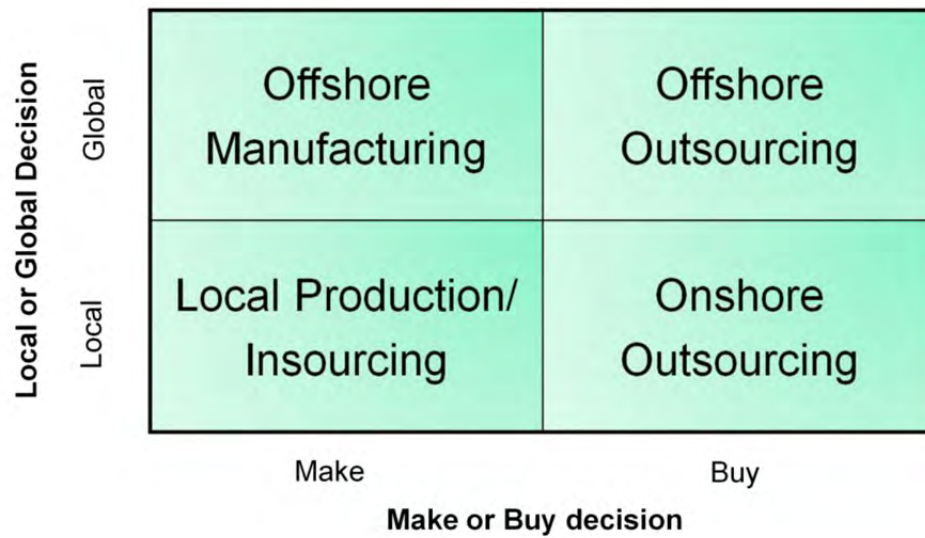 Local or Global Decision
Global
Offshore
Manufacturing
Offshore
Outsourcing
Local
Local Production/
Insourcing
Onshore
Outsourcing
Make
Buy
Make or Buy decision